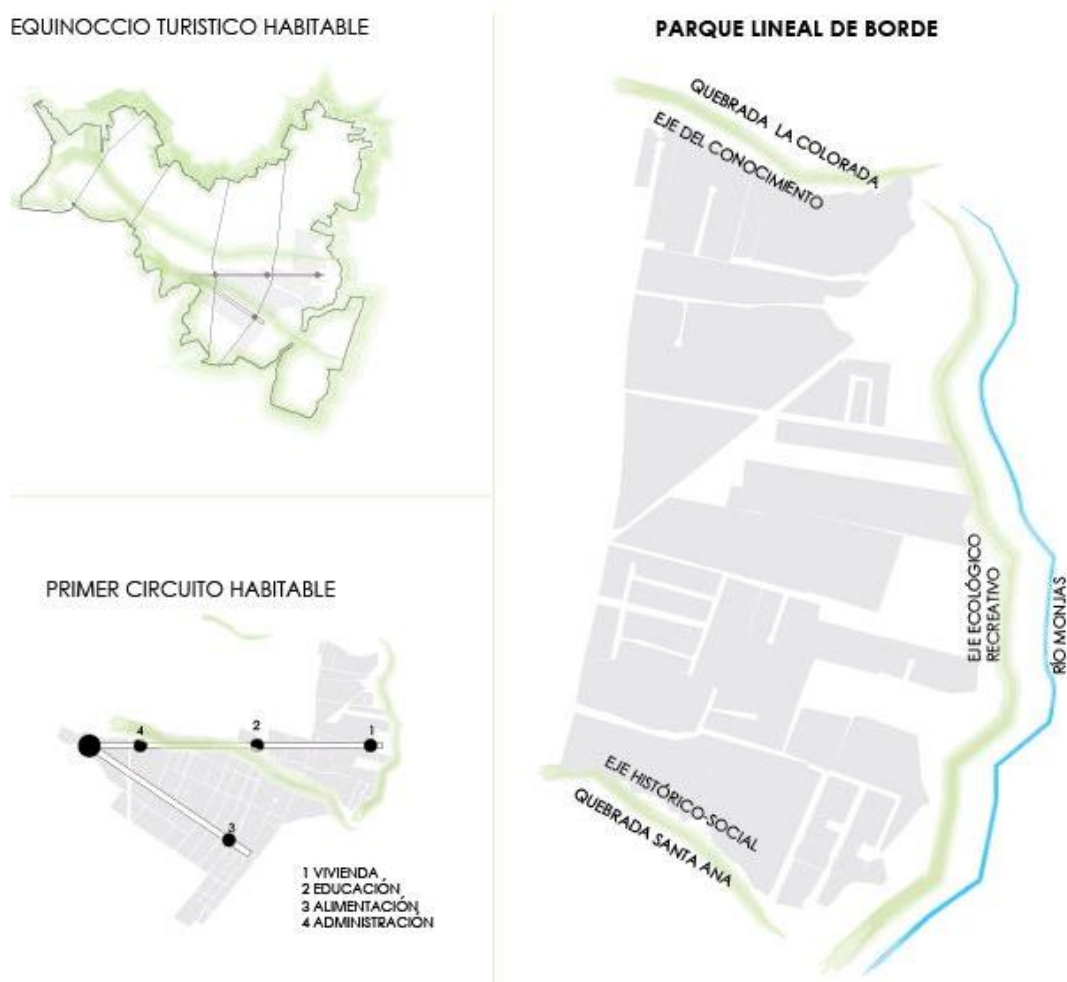 EQUINOCCIO TURISTICO HABITABLE
PRIMER CIRCUITO HABITABLE
4
2
1
3
1 VIVIENDA
2 EDUCACIÓN
3 ALIMENTACIÓN
4 ADMINISTRACIÓN
PARQUE LINEAL DE BORDE
QUEBRADA LA COLORADA
EJE DEL CONOCIMIENTO
EJE ECOLÓGICO
RECREATIVO
RÍO MONJAS
EJE HISTÓRICO-SOCIAL
QUEBRADA SANTA ANA